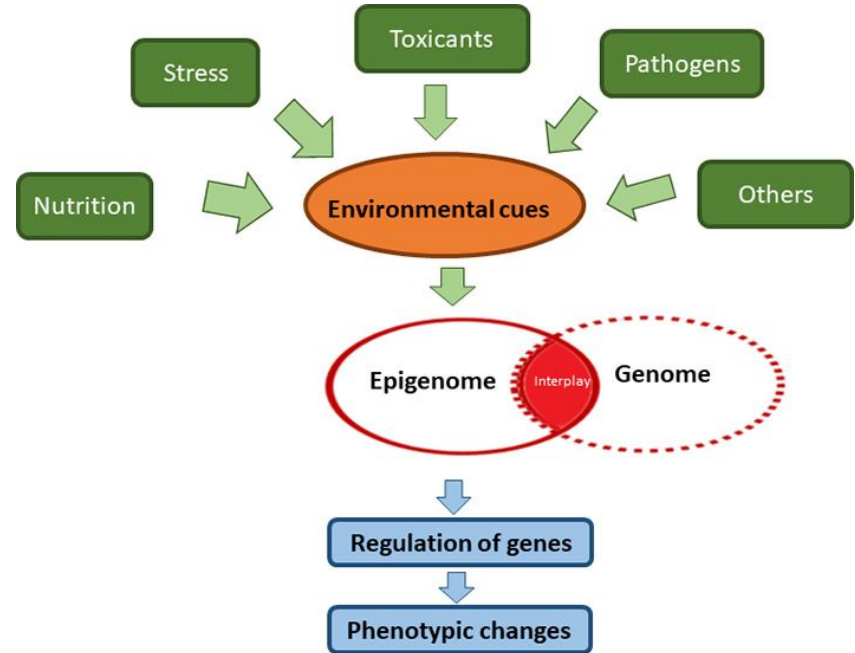 Toxicants
Stress
Pathogens
Nutrition
Others
Environmental cues
Epigenome
Interplay
Genome
Regulation of genes
Phenotypic changes